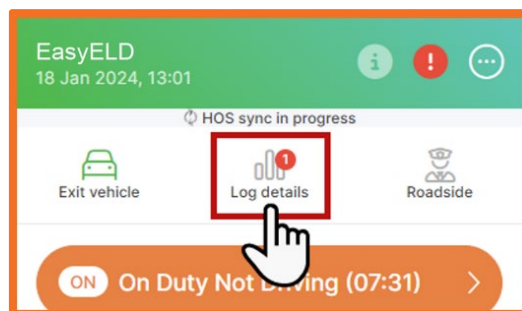 EasyELD
18 Jan 2024, 13:01
i ! ...
HOS sync in progress
1
Exit vehicle Log details Roadside
ON On Duty Not Driving (07:31) >